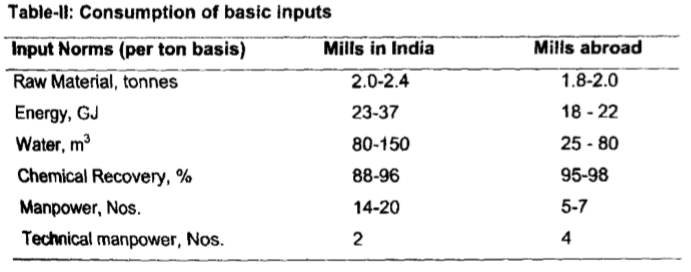 Table-II: Consumption of basic inputs
Input Norms (per ton basis) Mills in India Mills abroad
Raw Material, tonnes 2.0-2.4 1.8-2.0
Energy, GJ 23-37 18 - 22
Water, m³ 80-150 25 - 80
Chemical Recovery, % 88-96 95-98
Manpower, Nos. 14-20 5-7
Technical manpower, Nos. 2 4